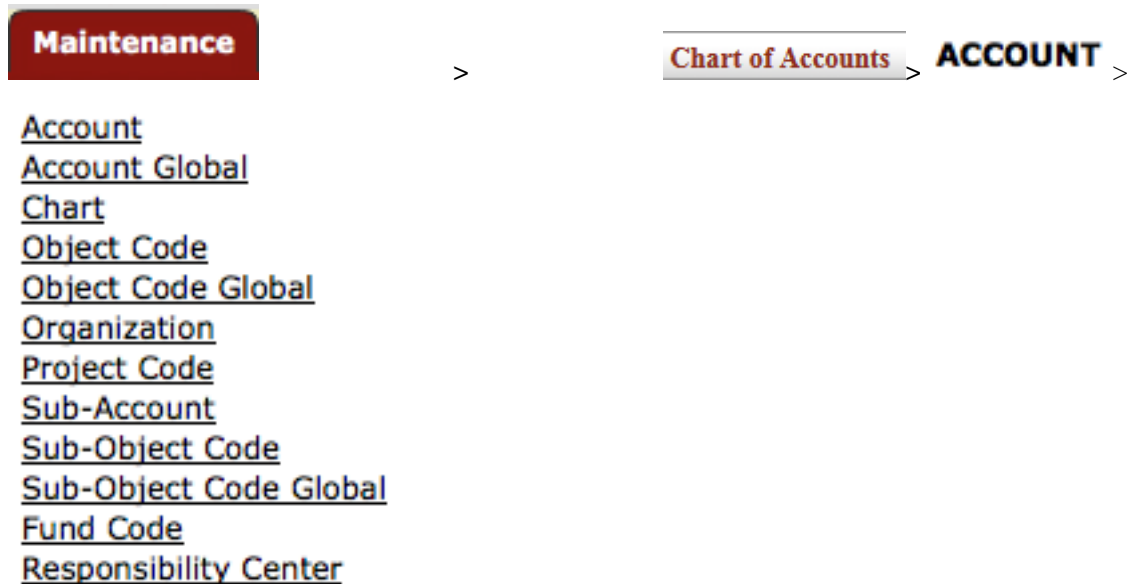 Maintenance > Chart of Accounts > ACCOUNT >
Account
Account Global
Chart
Object Code
Object Code Global
Organization
Project Code
Sub-Account
Sub-Object Code
Sub-Object Code Global
Fund Code
Responsibility Center